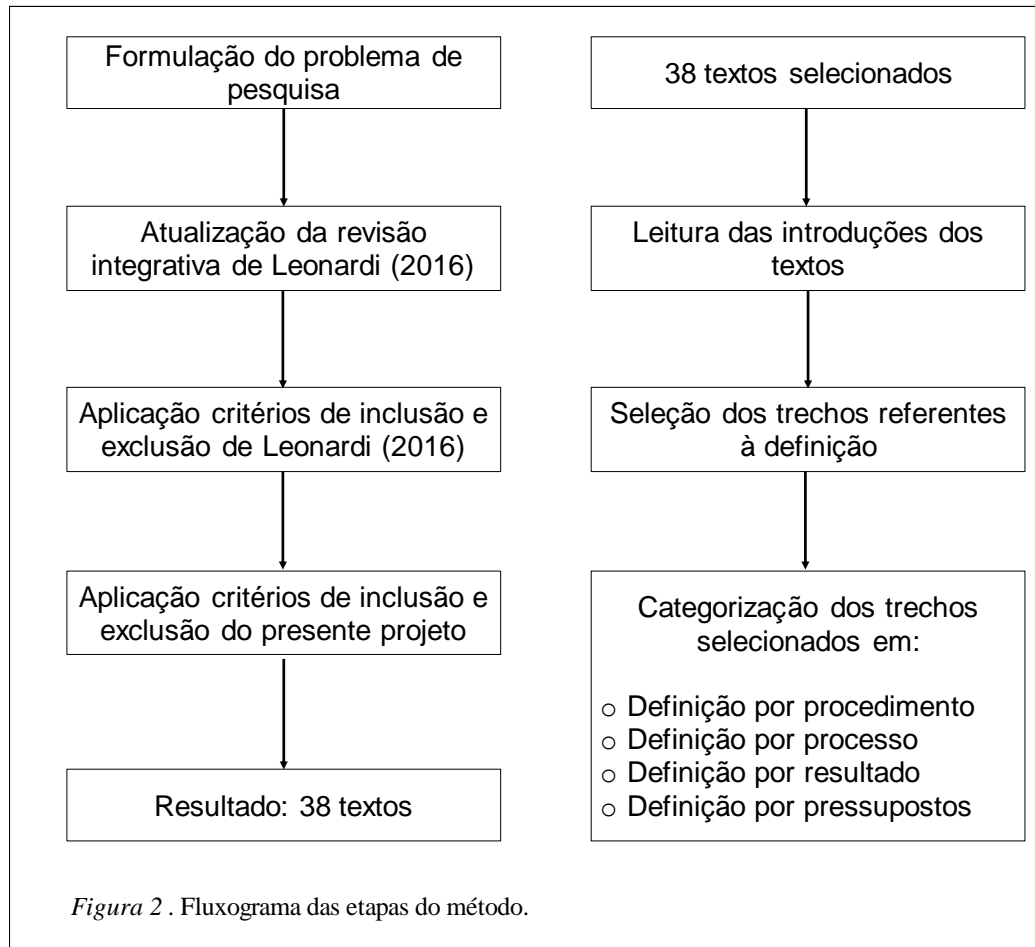 Formulação do problema de
pesquisa
Atualização da revisão
integrativa de Leonardi (2016)
Aplicação critérios de inclusão e
exclusão de Leonardi (2016)
Aplicação critérios de inclusão e
exclusão do presente projeto
Resultado: 38 textos
38 textos selecionados
Leitura das introduções dos
textos
Seleção dos trechos referentes
à definição
Categorização dos trechos
selecionados em:
o Definição por procedimento
o Definição por processo
o Definição por resultado
o Definição por pressupostos
Figura 2 . Fluxograma das etapas do método.